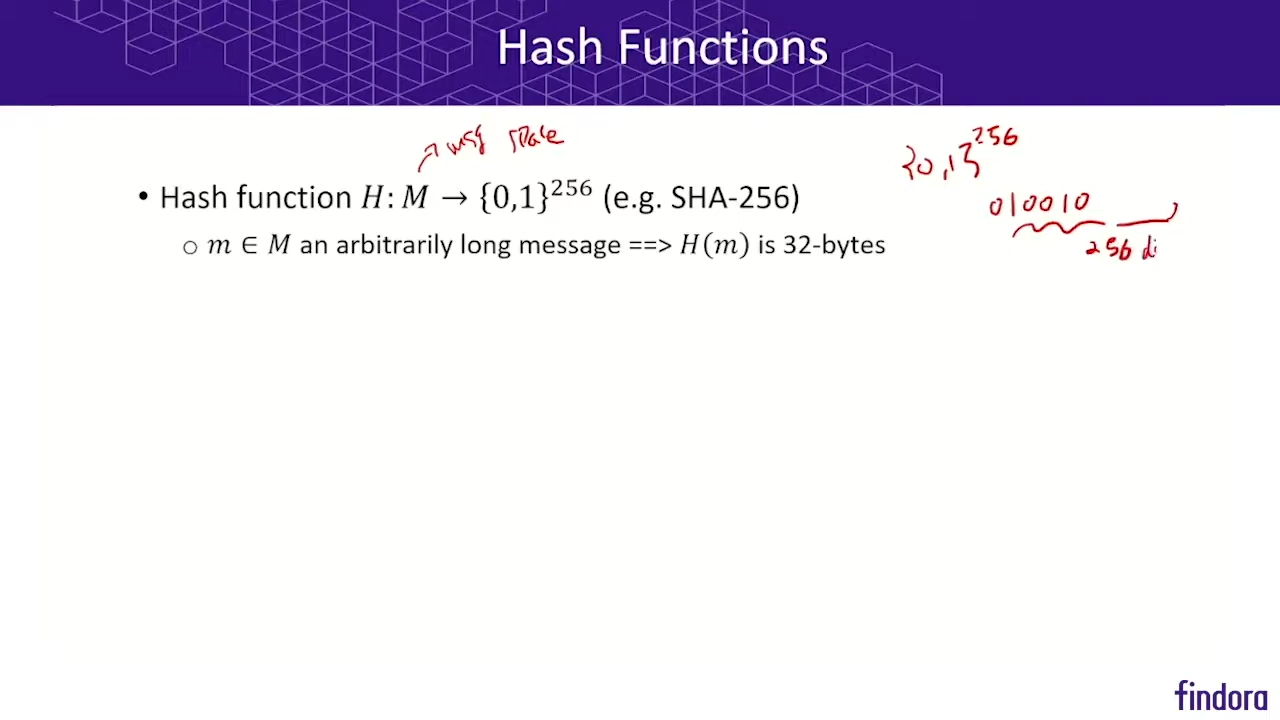 Hash Functions
msg space
{0,1}^256
• Hash function H: M → {0,1}^256 (e.g. SHA-256)
010010
○ m ∈ M an arbitrarily long message ==> H(m) is 32-bytes
256 di
findora